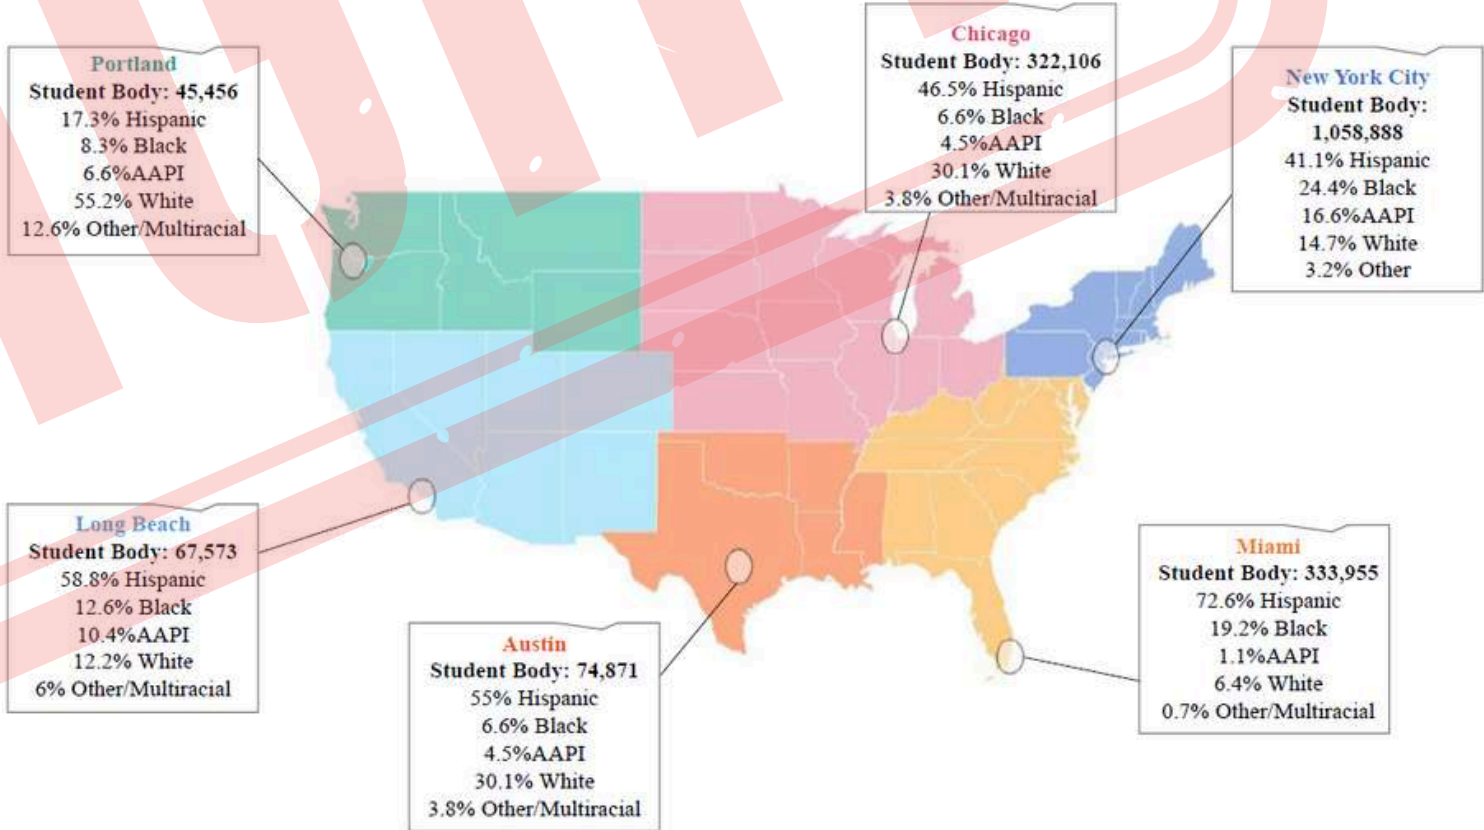 Portland
Student Body: 45,456
17.3% Hispanic
8.3% Black
6.6%AAPI
55.2% White
12.6% Other/Multiracial
Chicago
Student Body: 322,106
46.5% Hispanic
6.6% Black
4.5%AAPI
30.1% White
3.8% Other/Multiracial
New York City
Student Body:
1,058,888
41.1% Hispanic
24.4% Black
16.6%AAPI
14.7% White
3.2% Other
Long Beach
Student Body: 67,573
58.8% Hispanic
12.6% Black
10.4%AAPI
12.2% White
6% Other/Multiracial
Austin
Student Body: 74,871
55% Hispanic
6.6% Black
4.5%AAPI
30.1% White
3.8% Other/Multiracial
Miami
Student Body: 333,955
72.6% Hispanic
19.2% Black
1.1%AAPI
6.4% White
0.7% Other/Multiracial